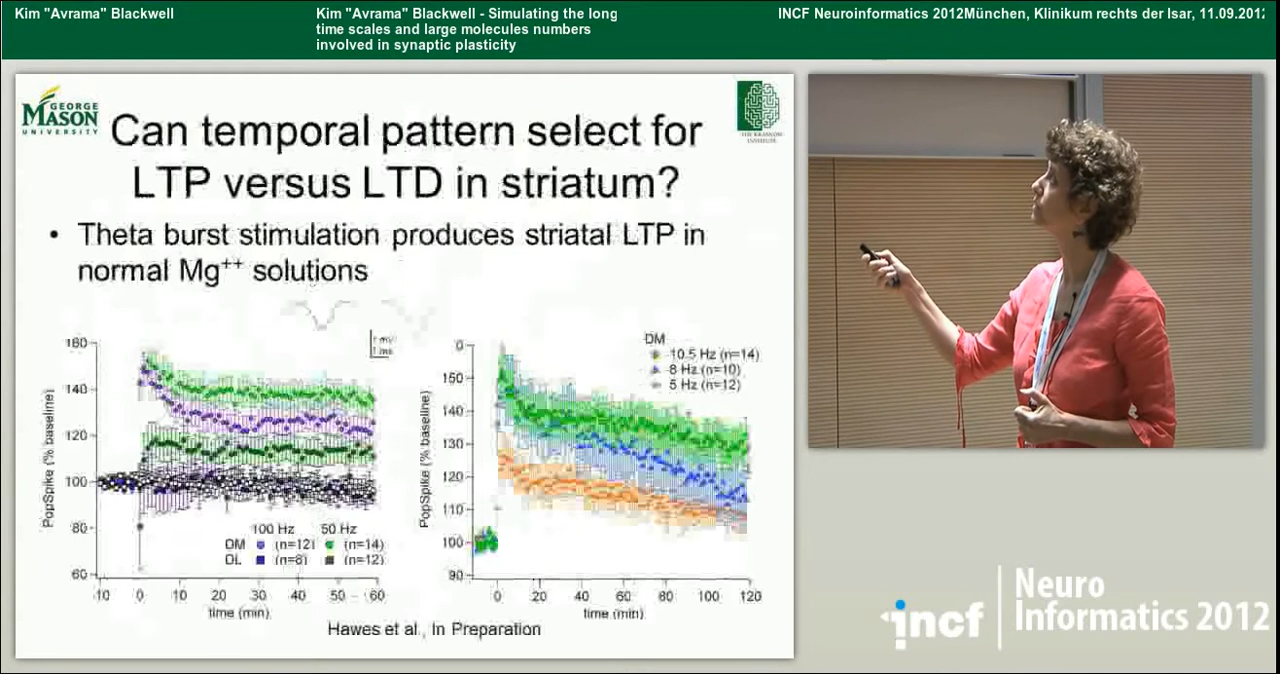 Kim "Avrama" Blackwell
Kim "Avrama" Blackwell - Simulating the long
time scales and large molecules numbers
involved in synaptic plasticity
INCF Neuroinformatics 2012München, Klinikum rechts der Isar, 11.09.2012
GEORGE
MASON
UNIVERSITY
Can temporal pattern select for
LTP versus LTD in striatum?
• Theta burst stimulation produces striatal LTP in
normal Mg++ solutions
PopSpike (% baseline)
160
140
120
100
80
60
100 Hz 50 Hz
DM (n=12) (n=14)
DL (n=8) (n=12)
-10 0 10 20 30 40 50 60
time (min)
PopSpike (% baseline)
0
150
140
130
120
110
100
90
DM
10.5 Hz (n=14)
8 Hz (n=10)
5 Hz (n=12)
0 20 40 60 80 100 120
time (min)
Hawes et al., In Preparation
incf
Neuro
Informatics 2012